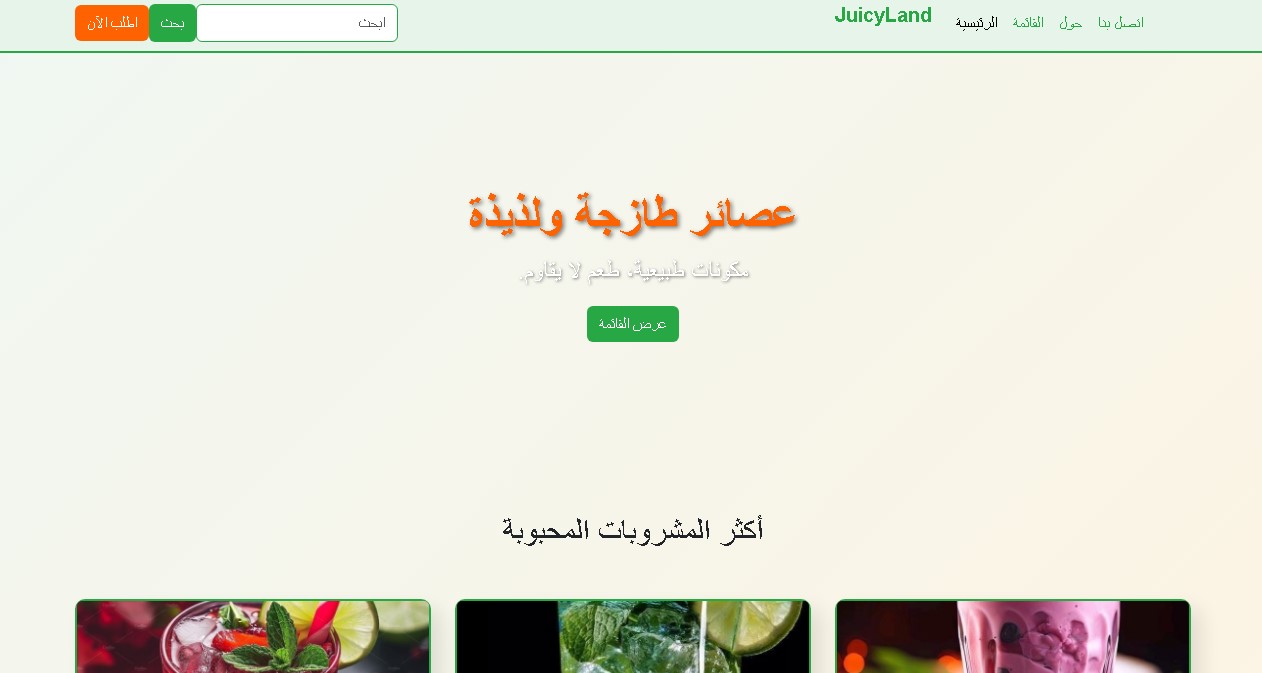 اتصل بنا
حول
القائمة
الرئيسية
JuicyLand
ابحث
بحث
اطلب الآن
عصائر طازجة ولذيذة
مكونات طبيعية، طعم لا يقاوم.
عرض القائمة
أكثر المشروبات المحبوبة